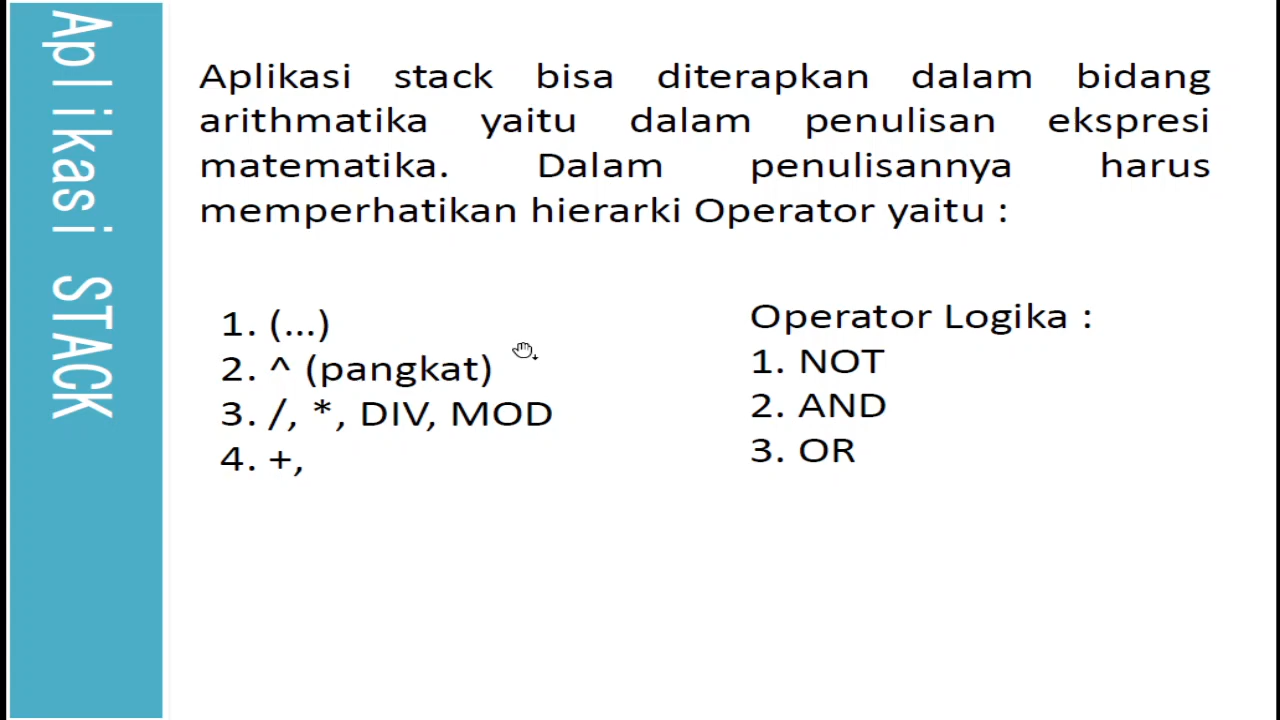 Aplikasi STACK
Aplikasi stack bisa diterapkan dalam bidang
arithmatika yaitu dalam penulisan ekspresi
matematika. Dalam penulisannya harus
memperhatikan hierarki Operator yaitu :
1. (...)
2. ^ (pangkat)
3. /, *, DIV, MOD
4. +,
Operator Logika :
1. NOT
2. AND
3. OR